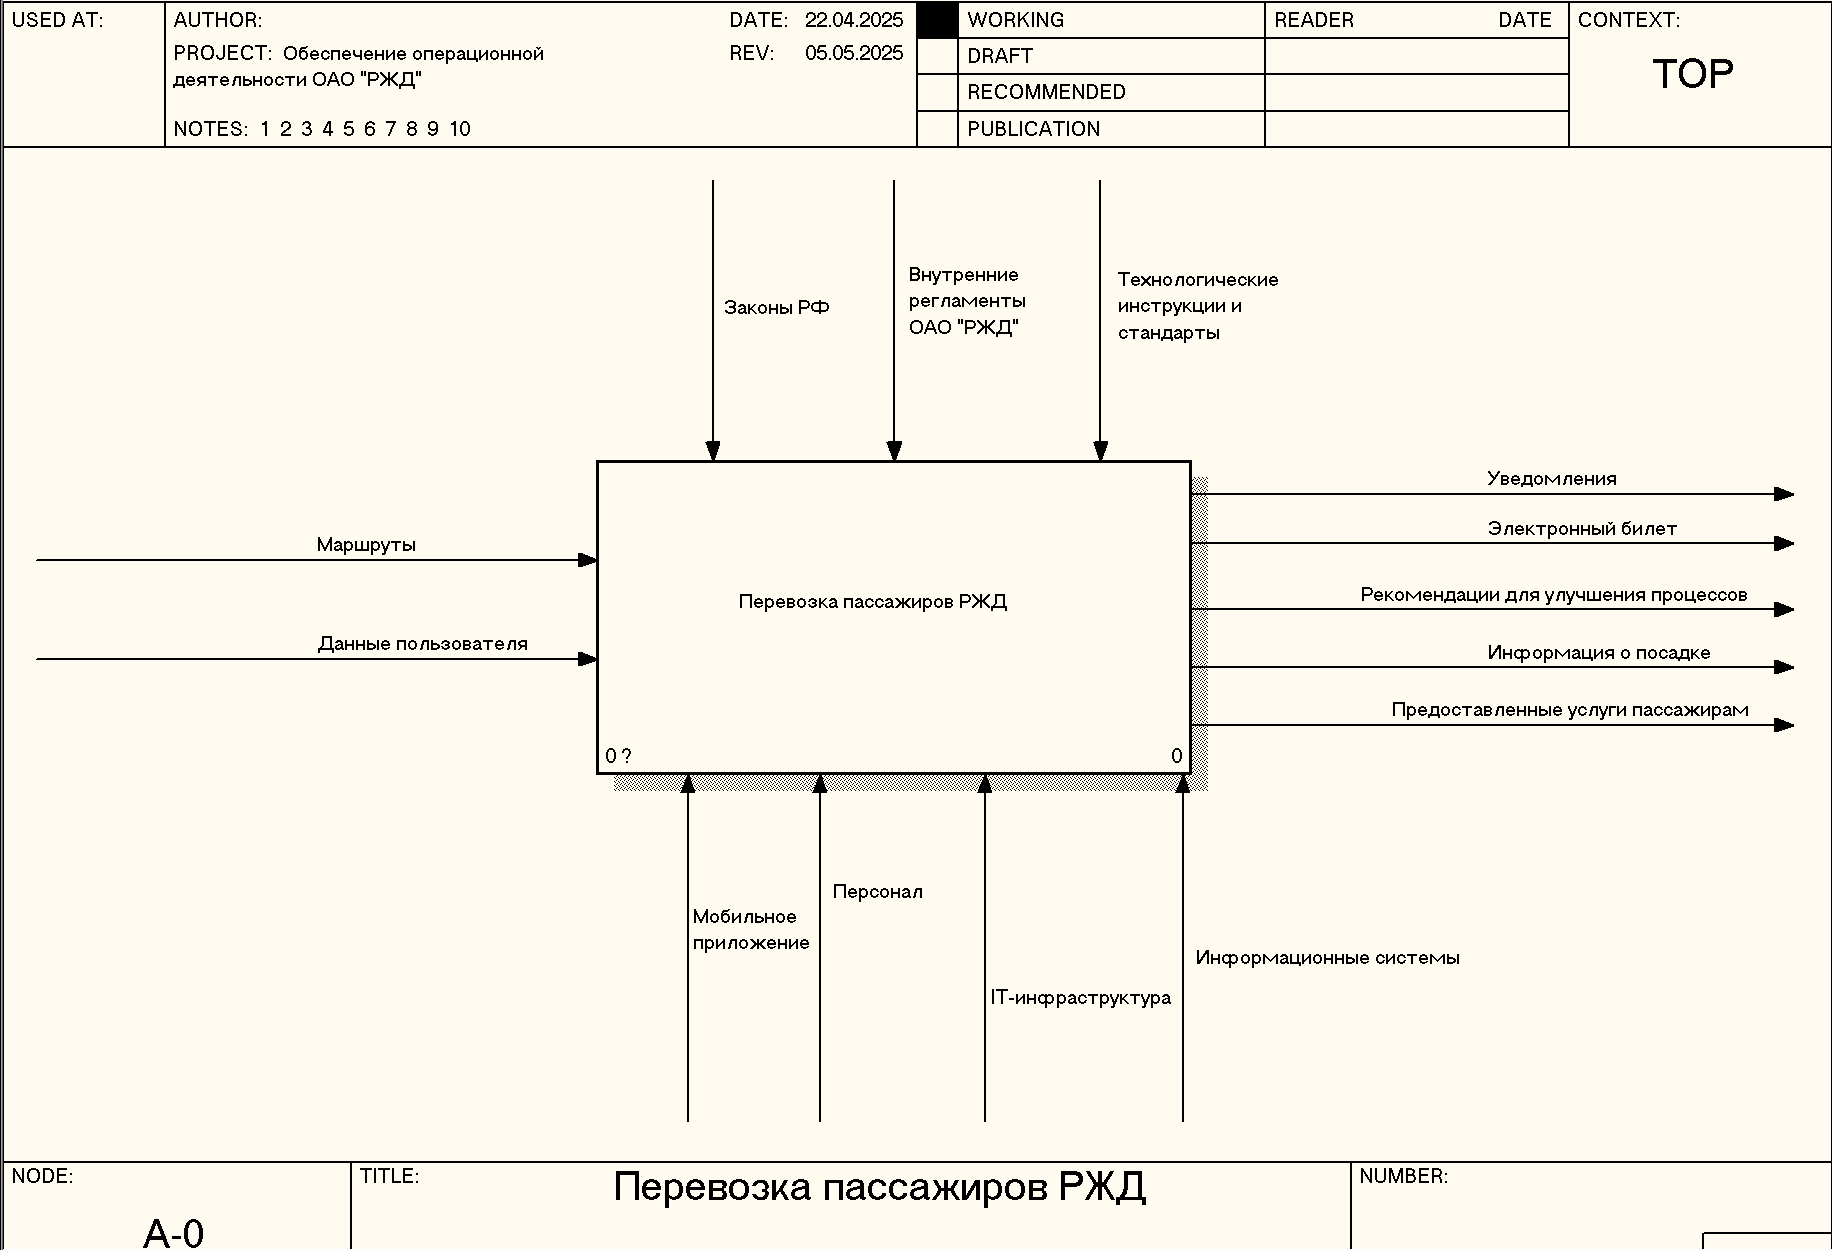 USED AT:
AUTHOR:
DATE: 22.04.2025
PROJECT: Обеспечение операционной
деятельности ОАО "РЖД"
REV: 05.05.2025
NOTES: 1 2 3 4 5 6 7 8 9 10
WORKING
DRAFT
RECOMMENDED
PUBLICATION
READER DATE
CONTEXT:
TOP
Законы РФ
Внутренние
регламенты
ОАО "РЖД"
Технологические
инструкции и
стандарты
Маршруты
Данные пользователя
Перевозка пассажиров РЖД
0 ?
0
Уведомления
Электронный билет
Рекомендации для улучшения процессов
Информация о посадке
Предоставленные услуги пассажирам
Мобильное
приложение
Персонал
IT-инфраструктура
Информационные системы
NODE:
A-0
TITLE:
Перевозка пассажиров РЖД
NUMBER: